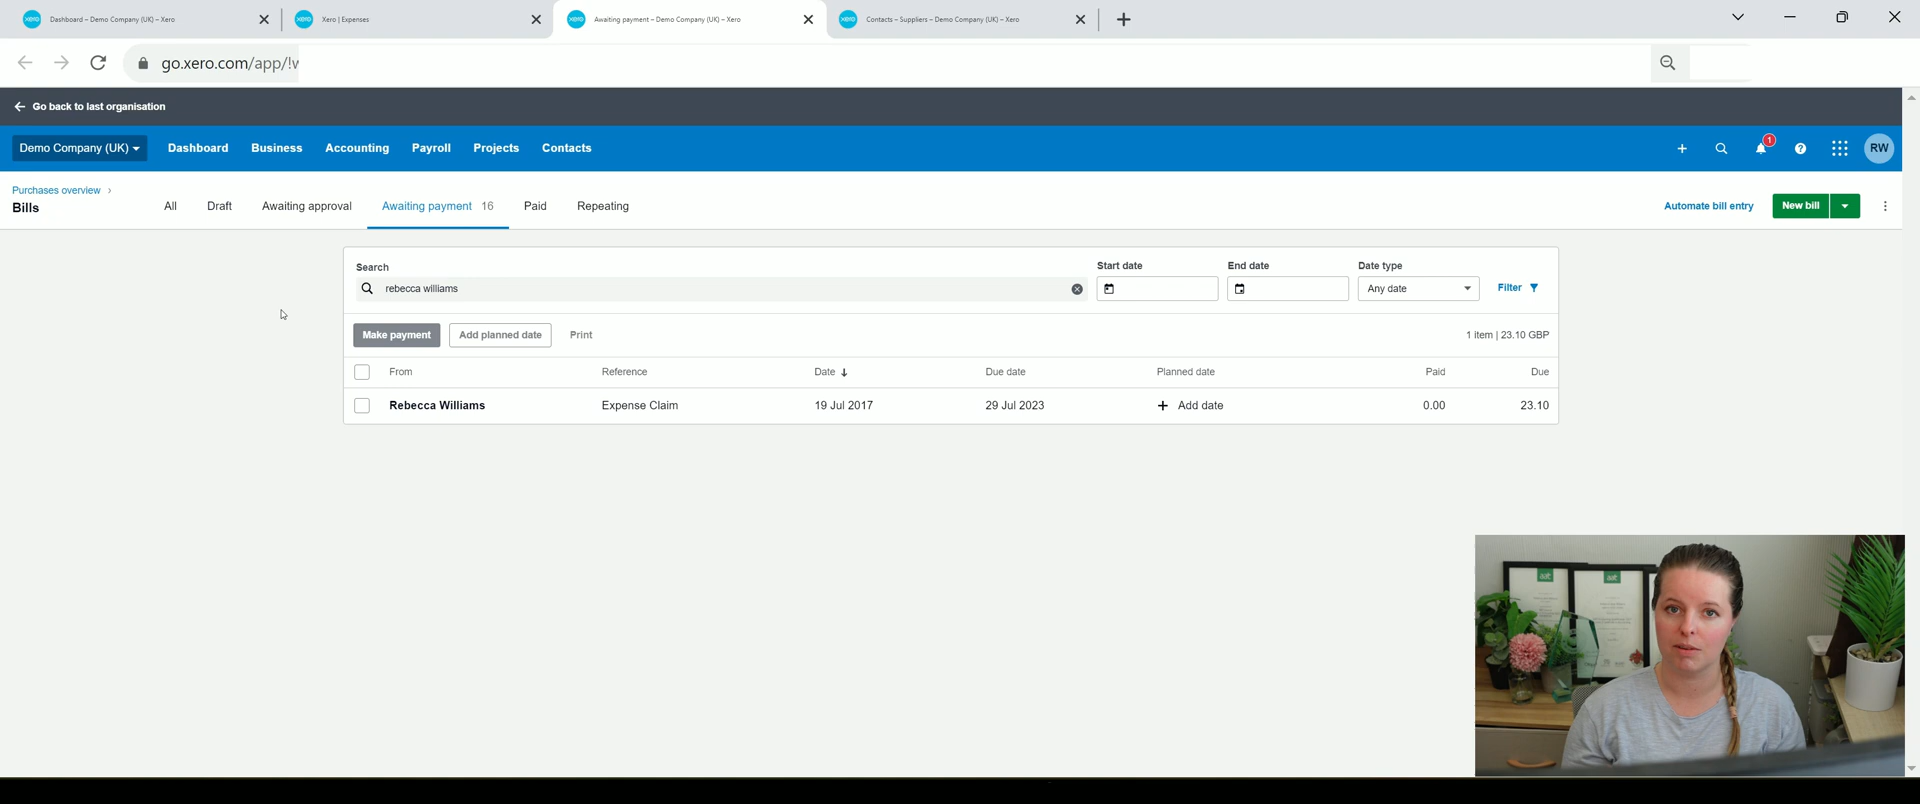 Dashboard – Demo Company (UK) – Xero
Xero | Expenses
Awaiting payment – Demo Company (UK) – Xero
Contacts – Suppliers – Demo Company (UK) – Xero
go.xero.com/app/!
Go back to last organisation
Demo Company (UK) Dashboard Business Accounting Payroll Projects Contacts 1 RW
Purchases overview
Bills All Draft Awaiting approval Awaiting payment 16 Paid Repeating Automate bill entry New bill
Search Start date End date Date type
rebecca williams Any date Filter
Make payment Add planned date Print 1 item | 23.10 GBP
From Reference Date Due date Planned date Paid Due
Rebecca Williams Expense Claim 19 Jul 2017 29 Jul 2023 + Add date 0.00 23.10
aat aat